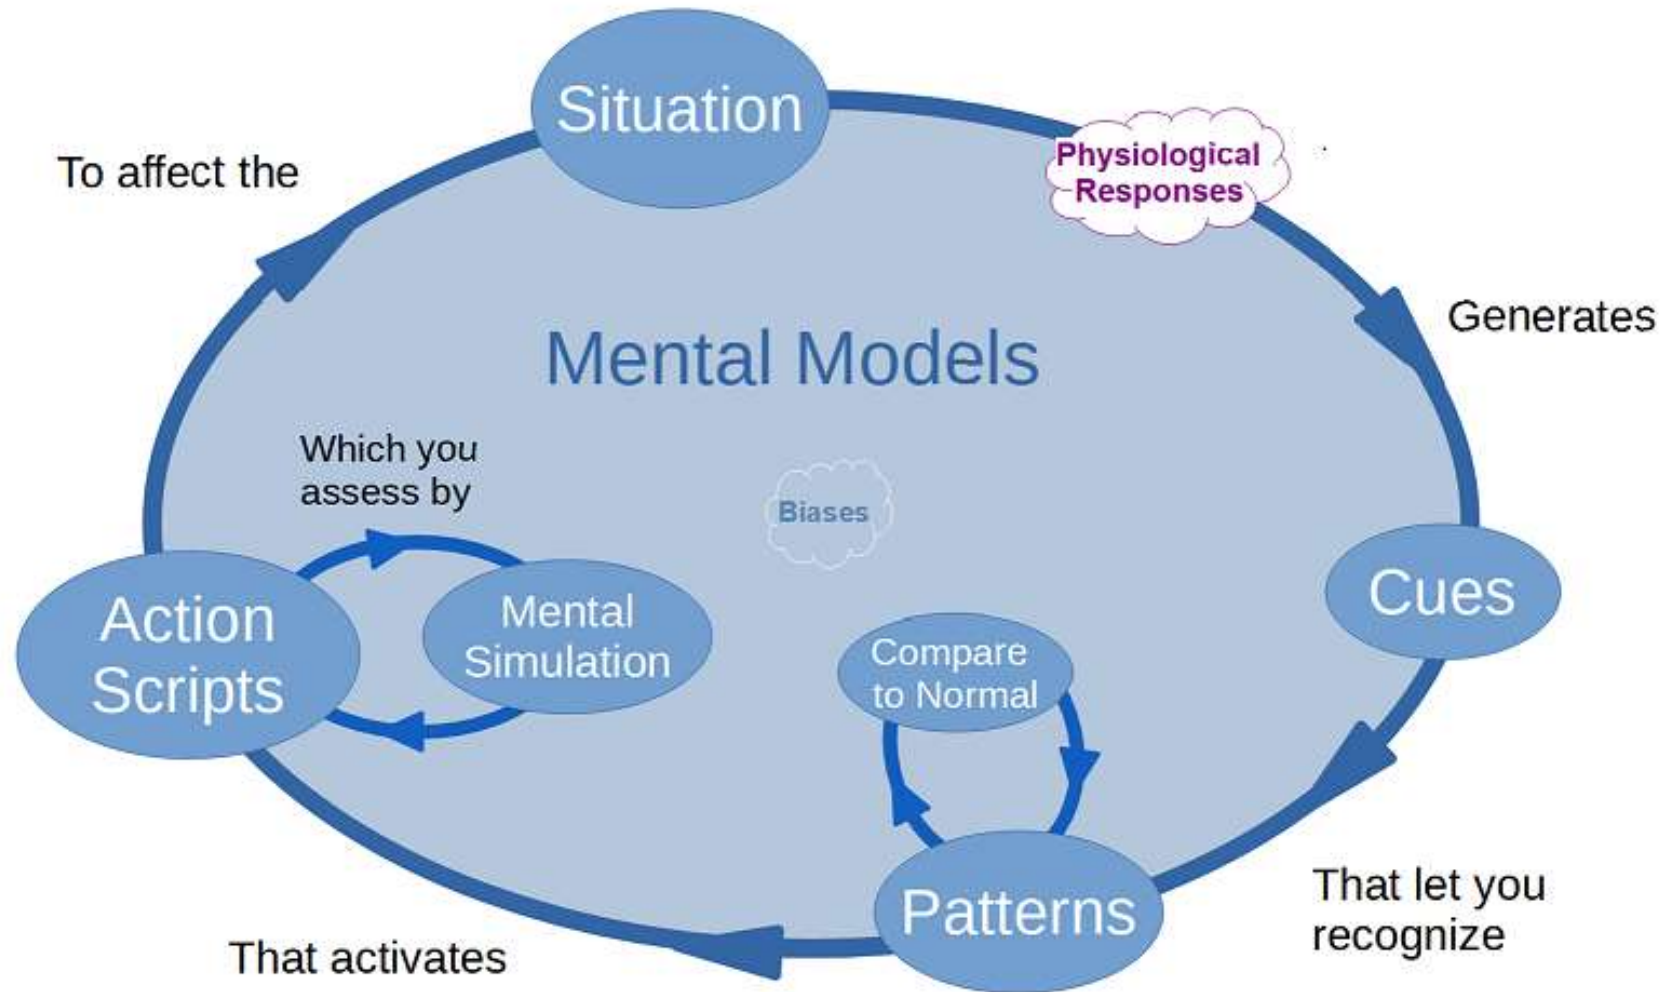 Situation
Physiological
Responses
To affect the
Generates
Mental Models
Which you
assess by
Biases
Action
Scripts
Mental
Simulation
Compare
to Normal
Cues
Patterns
That let you
recognize
That activates